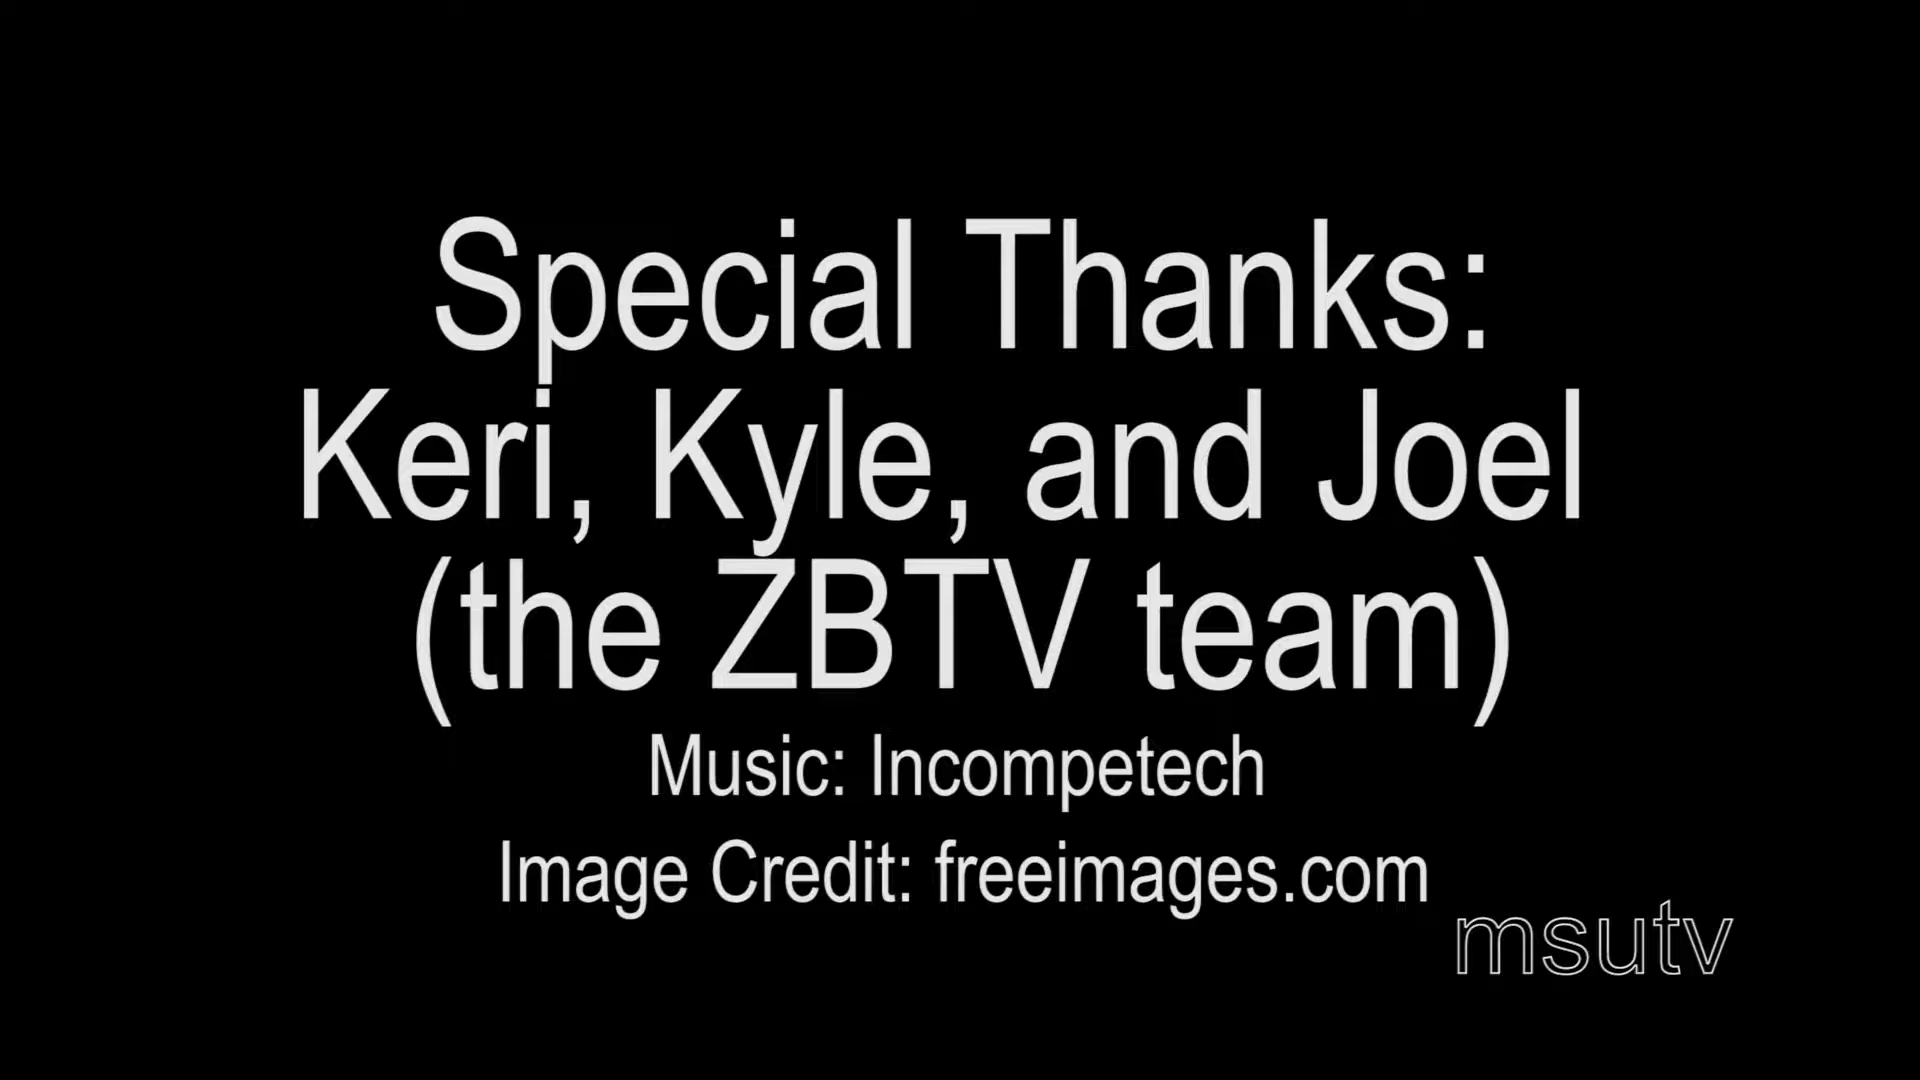 Special Thanks:
Keri, Kyle, and Joel
(the ZBTV team)
Music: Incompetech
Image Credit: freeimages.com
msutv